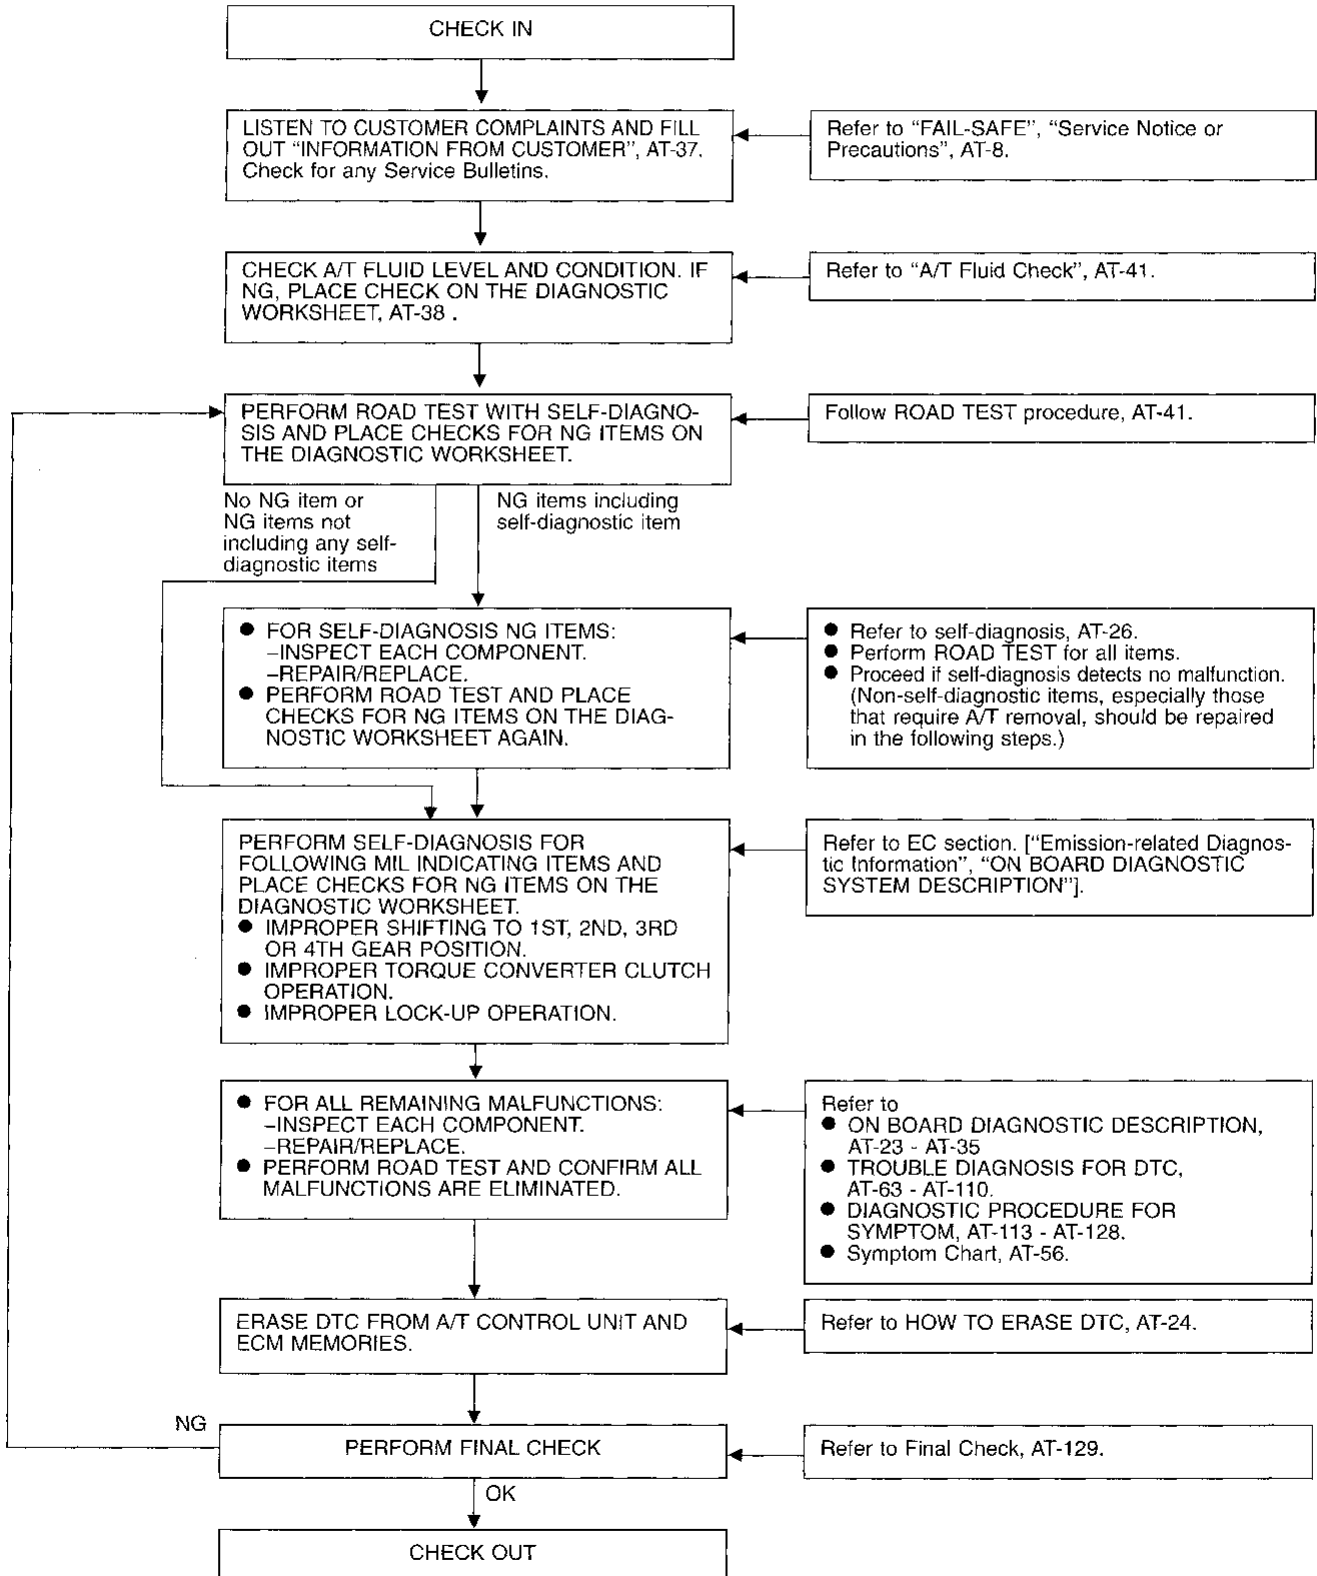 CHECK IN
LISTEN TO CUSTOMER COMPLAINTS AND FILL
OUT “INFORMATION FROM CUSTOMER”, AT-37.
Check for any Service Bulletins.
Refer to “FAIL-SAFE”, “Service Notice or
Precautions”, AT-8.
CHECK A/T FLUID LEVEL AND CONDITION. IF
NG, PLACE CHECK ON THE DIAGNOSTIC
WORKSHEET, AT-38 .
Refer to “A/T Fluid Check”, AT-41.
PERFORM ROAD TEST WITH SELF-DIAGNO-
SIS AND PLACE CHECKS FOR NG ITEMS ON
THE DIAGNOSTIC WORKSHEET.
Follow ROAD TEST procedure, AT-41.
No NG item or
NG items not
including any self-
diagnostic items
NG items including
self-diagnostic item
● FOR SELF-DIAGNOSIS NG ITEMS:
–INSPECT EACH COMPONENT.
–REPAIR/REPLACE.
● PERFORM ROAD TEST AND PLACE
CHECKS FOR NG ITEMS ON THE DIAG-
NOSTIC WORKSHEET AGAIN.
● Refer to self-diagnosis, AT-26.
● Perform ROAD TEST for all items.
● Proceed if self-diagnosis detects no malfunction.
(Non-self-diagnostic items, especially those
that require A/T removal, should be repaired
in the following steps.)
PERFORM SELF-DIAGNOSIS FOR
FOLLOWING MIL INDICATING ITEMS AND
PLACE CHECKS FOR NG ITEMS ON THE
DIAGNOSTIC WORKSHEET.
● IMPROPER SHIFTING TO 1ST, 2ND, 3RD
OR 4TH GEAR POSITION.
● IMPROPER TORQUE CONVERTER CLUTCH
OPERATION.
● IMPROPER LOCK-UP OPERATION.
Refer to EC section. [“Emission-related Diagnos-
tic Information”, “ON BOARD DIAGNOSTIC
SYSTEM DESCRIPTION”].
● FOR ALL REMAINING MALFUNCTIONS:
–INSPECT EACH COMPONENT.
–REPAIR/REPLACE.
● PERFORM ROAD TEST AND CONFIRM ALL
MALFUNCTIONS ARE ELIMINATED.
Refer to
● ON BOARD DIAGNOSTIC DESCRIPTION,
AT-23 - AT-35
● TROUBLE DIAGNOSIS FOR DTC,
AT-63 - AT-110.
● DIAGNOSTIC PROCEDURE FOR
SYMPTOM, AT-113 - AT-128.
● Symptom Chart, AT-56.
ERASE DTC FROM A/T CONTROL UNIT AND
ECM MEMORIES.
Refer to HOW TO ERASE DTC, AT-24.
NG
PERFORM FINAL CHECK
Refer to Final Check, AT-129.
OK
CHECK OUT